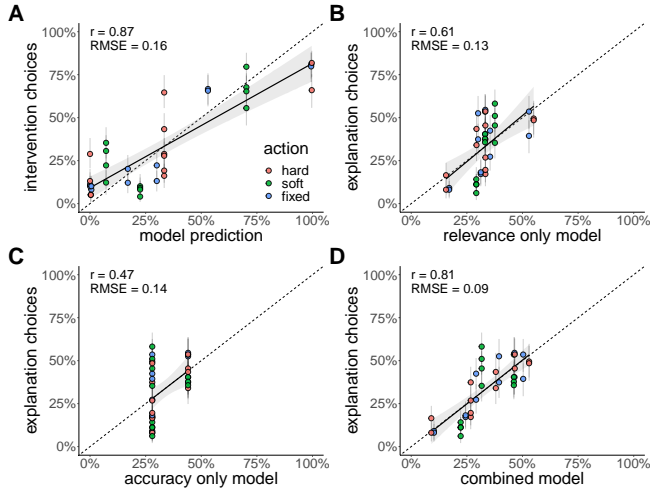 A
r = 0.87
RMSE = 0.16
100%
75%
50%
25%
0%
intervention choices
action
hard
soft
fixed
0% 25% 50% 75% 100%
model prediction
B
r = 0.61
RMSE = 0.13
100%
75%
50%
25%
0%
explanation choices
0% 25% 50% 75% 100%
relevance only model
C
r = 0.47
RMSE = 0.14
100%
75%
50%
25%
0%
explanation choices
0% 25% 50% 75% 100%
accuracy only model
D
r = 0.81
RMSE = 0.09
100%
75%
50%
25%
0%
explanation choices
0% 25% 50% 75% 100%
combined model